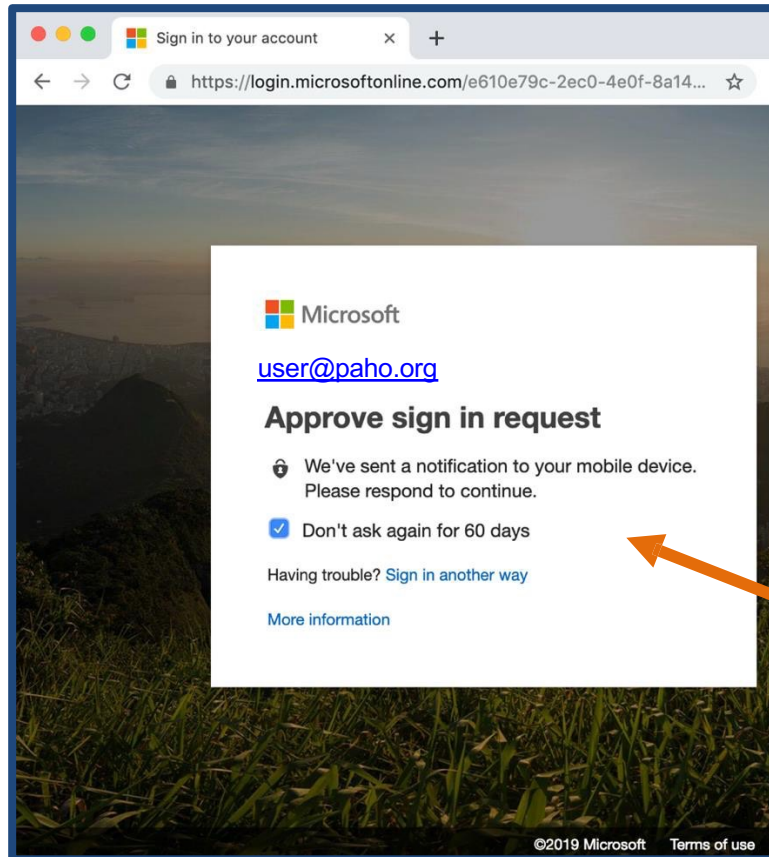 Sign in to your account
https://login.microsoftonline.com/e610e79c-2ec0-4e0f-8a14...
Microsoft
user@paho.org
Approve sign in request
We've sent a notification to your mobile device.
Please respond to continue.
Don't ask again for 60 days
Having trouble? Sign in another way
More information
©2019 Microsoft Terms of use